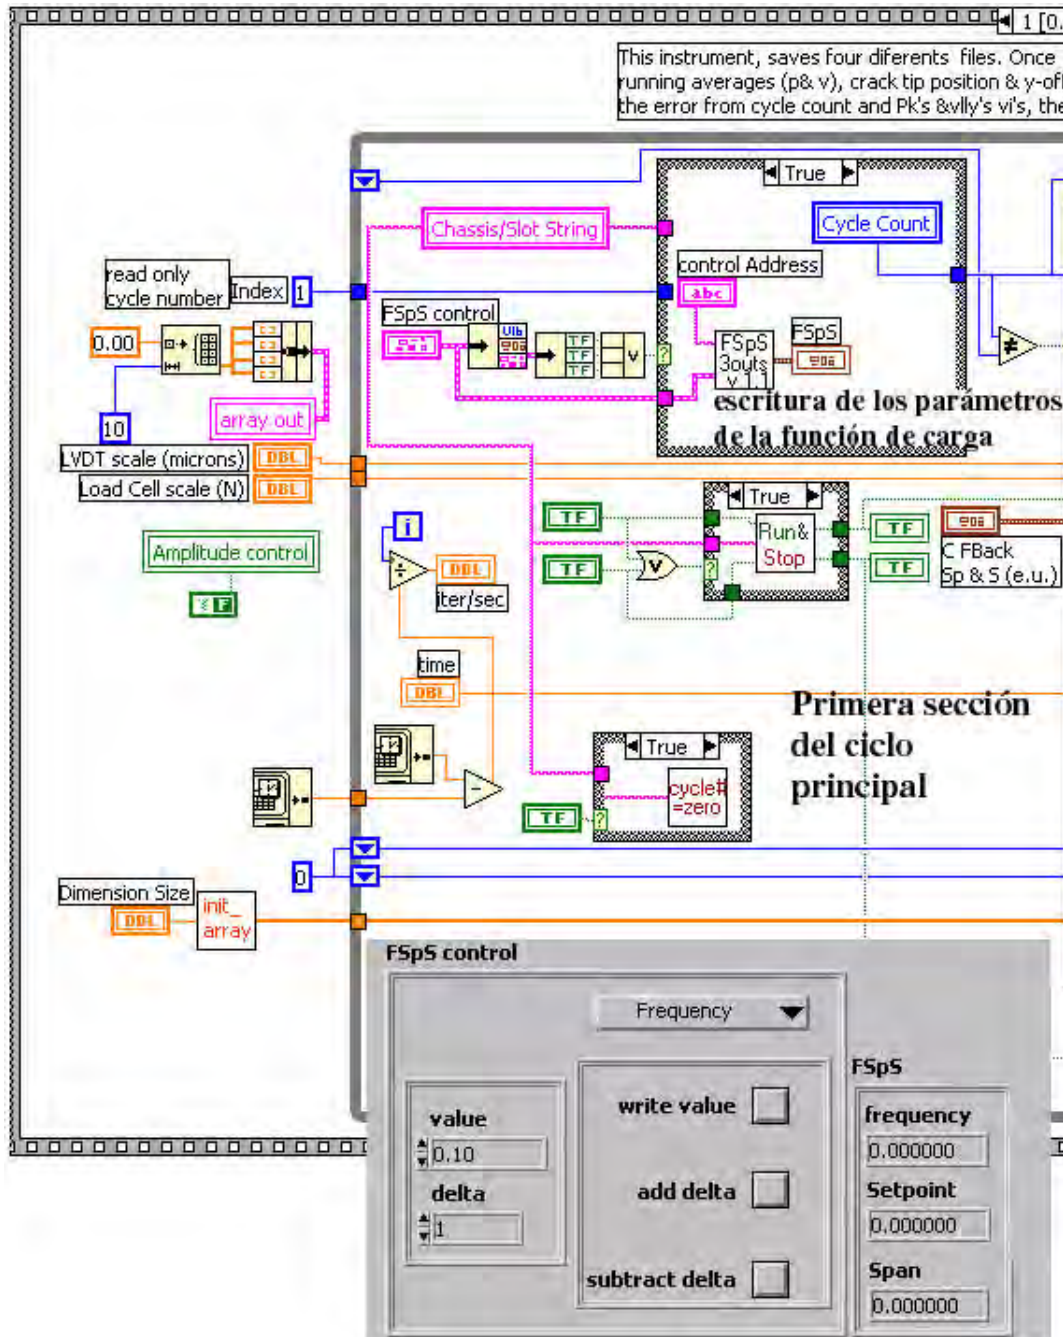 1 [0.
This instrument, saves four diferents files. Once
running averages (p& v), crack tip position & y-of
the error from cycle count and Pk's &vlly's vi's, the
True
Chassis/Slot String
Cycle Count
read only
cycle number
Index
1
control Address
abc
FSpS control
FSpS
FSpS
3outs
v 1.1
0.00
TF
TF
TF
V
?
array out
10
escritura de los parámetros
de la función de carga
LVDT scale (microns)
DBL
Load Cell scale (N)
DBL
True
Run&
Stop
TF
TF
V
?
TF
TF
C FBack
Sp & S (e.u.)
i
Amplitude control
F
DBL
iter/sec
time
DBL
Primera sección
del ciclo
principal
True
cycle#
=zero
TF
?
0
Dimension Size
DBL
init_
array
FSpS control
Frequency
value
0.10
delta
1
write value
add delta
subtract delta
FSpS
frequency
0.000000
Setpoint
0.000000
Span
0.000000